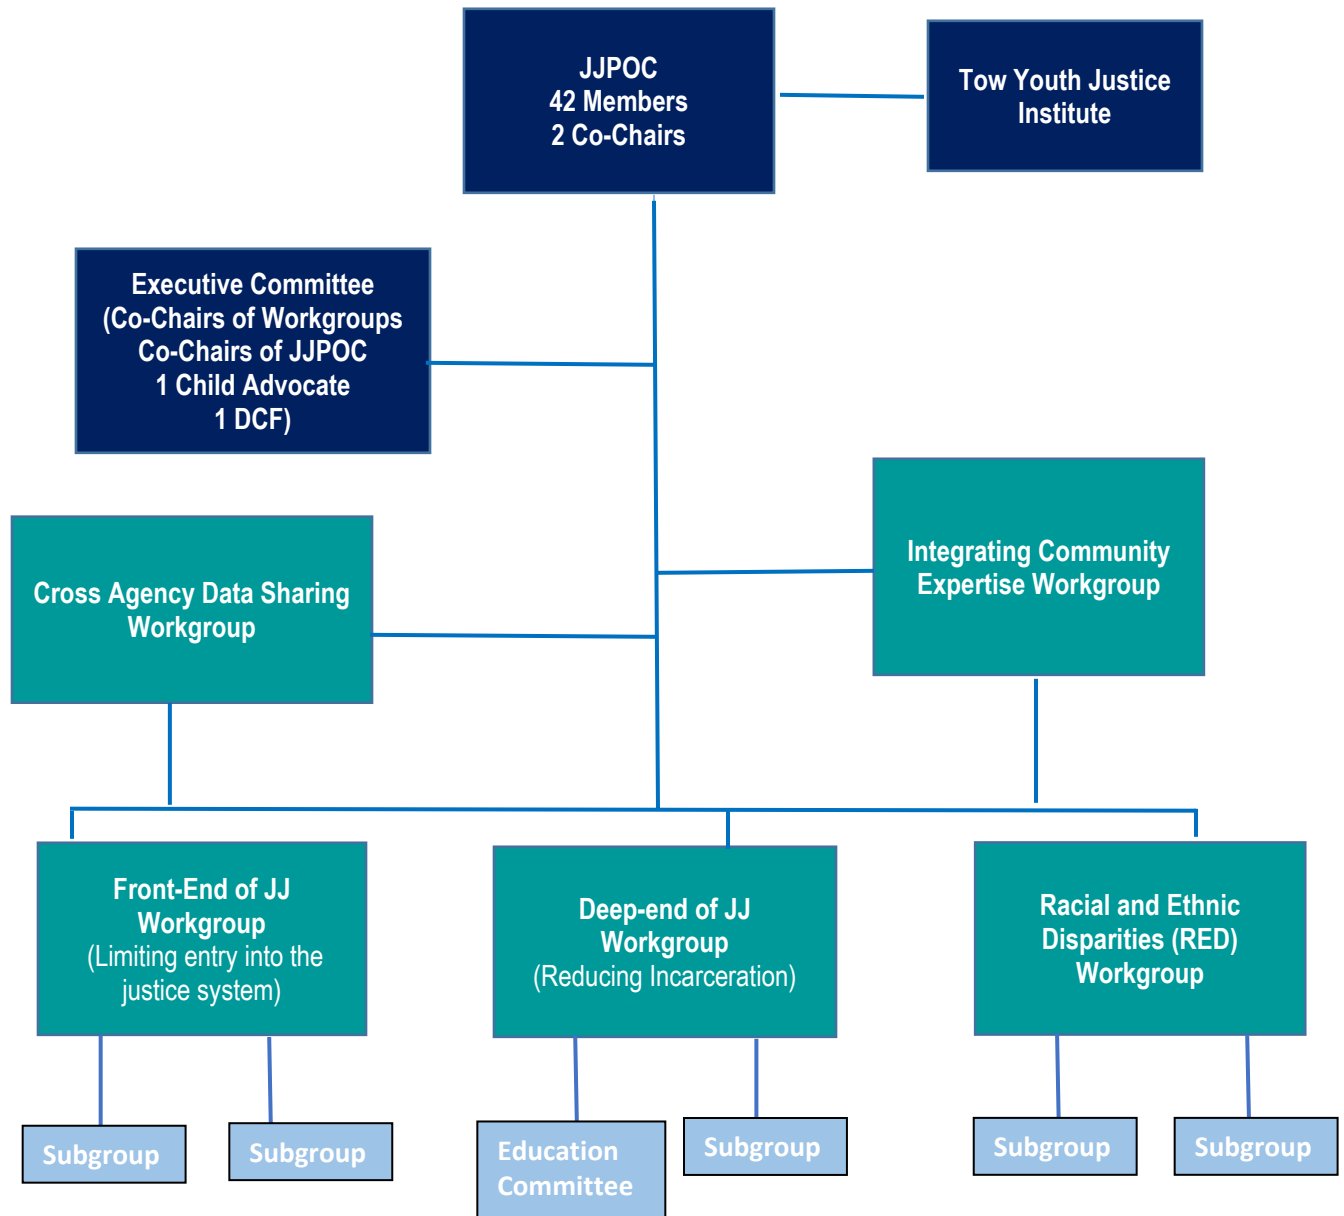 JJPOC
42 Members
2 Co-Chairs
Tow Youth Justice
Institute
Executive Committee
(Co-Chairs of Workgroups
Co-Chairs of JJPOC
1 Child Advocate
1 DCF)
Integrating Community
Expertise Workgroup
Cross Agency Data Sharing
Workgroup
Front-End of JJ
Workgroup
(Limiting entry into the
justice system)
Deep-end of JJ
Workgroup
(Reducing Incarceration)
Racial and Ethnic
Disparities (RED)
Workgroup
Subgroup
Subgroup
Education
Committee
Subgroup
Subgroup
Subgroup